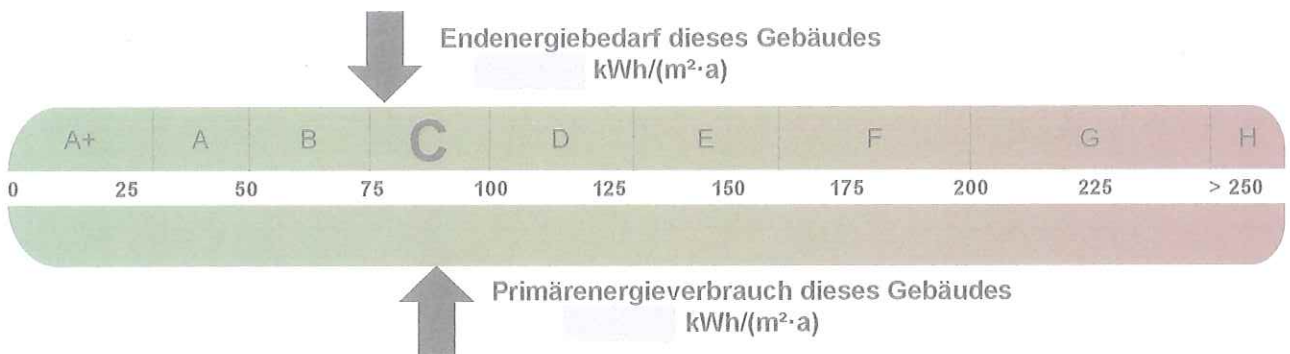 Endenergiebedarf dieses Gebäudes
kWh/(m²·a)
A+ A B C D E F G H
0 25 50 75 100 125 150 175 200 225 > 250
Primärenergieverbrauch dieses Gebäudes
kWh/(m²·a)